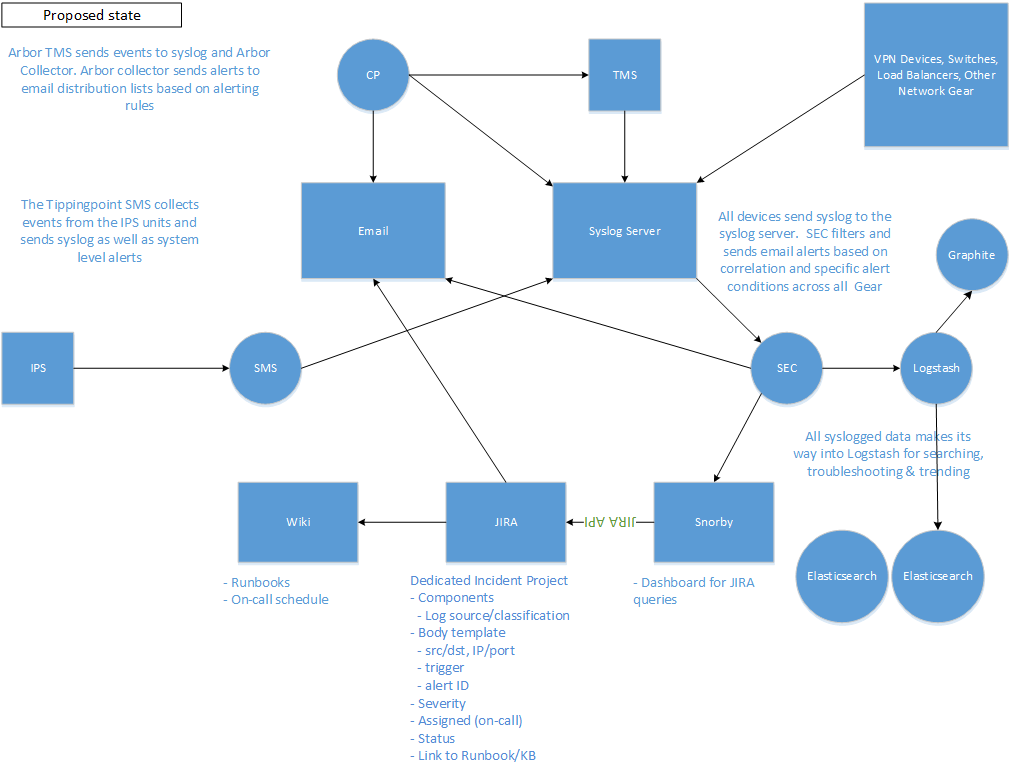 Proposed state
Arbor TMS sends events to syslog and Arbor
Collector. Arbor collector sends alerts to
email distribution lists based on alerting
rules
CP
TMS
VPN Devices, Switches,
Load Balancers, Other
Network Gear
The Tippingpoint SMS collects
events from the IPS units and
sends syslog as well as system
level alerts
Email
Syslog Server
All devices send syslog to the
syslog server.  SEC filters and
sends email alerts based on
correlation and specific alert
conditions across all  Gear
Graphite
IPS
SMS
SEC
Logstash
All syslogged data makes its
way into Logstash for searching,
troubleshooting & trending
Wiki
JIRA
JIRA API
Snorby
- Runbooks
- On-call schedule
Dedicated Incident Project
- Components
- Log source/classification
- Body template
- src/dst, IP/port
- trigger
- alert ID
- Severity
- Assigned (on-call)
- Status
- Link to Runbook/KB
- Dashboard for JIRA
queries
Elasticsearch
Elasticsearch